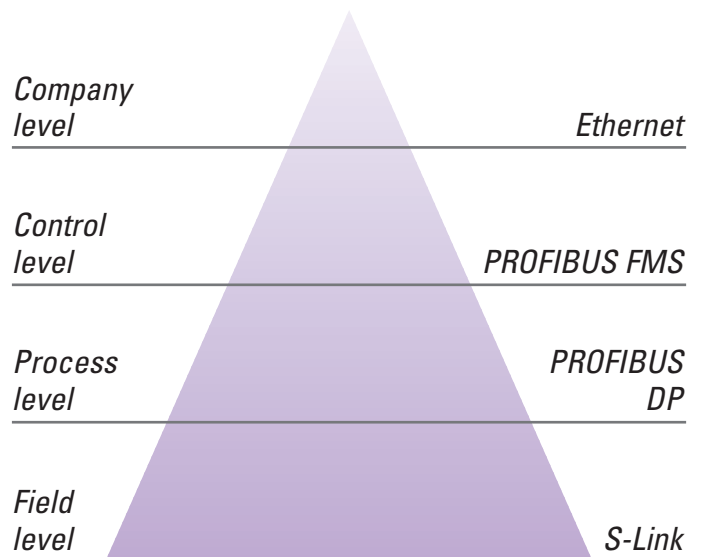 Company
level
Ethernet
Control
level
PROFIBUS FMS
Process
level
PROFIBUS
DP
Field
level
S-Link